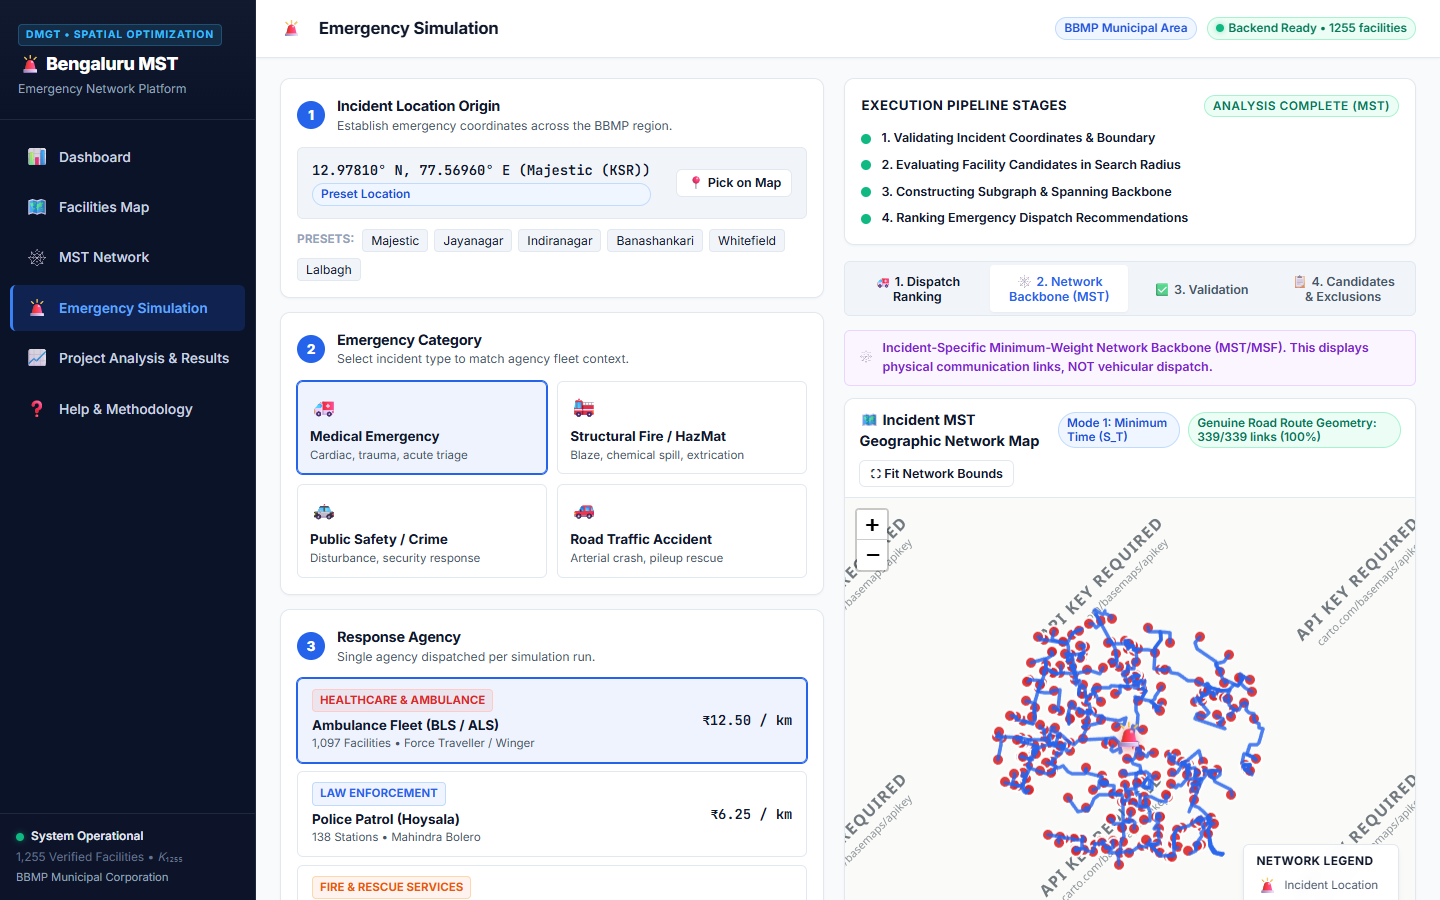 DMGT • SPATIAL OPTIMIZATION
Bengaluru MST
Emergency Network Platform
Dashboard
Facilities Map
MST Network
Emergency Simulation
Project Analysis & Results
Help & Methodology
System Operational
1,255 Verified Facilities • K₁₂₅₅
BBMP Municipal Corporation
Emergency Simulation
BBMP Municipal Area
Backend Ready • 1255 facilities
1
Incident Location Origin
Establish emergency coordinates across the BBMP region.
12.97810° N, 77.56960° E (Majestic (KSR))
Preset Location
Pick on Map
PRESETS:
Majestic
Jayanagar
Indiranagar
Banashankari
Whitefield
Lalbagh
2
Emergency Category
Select incident type to match agency fleet context.
Medical Emergency
Cardiac, trauma, acute triage
Structural Fire / HazMat
Blaze, chemical spill, extrication
Public Safety / Crime
Disturbance, security response
Road Traffic Accident
Arterial crash, pileup rescue
3
Response Agency
Single agency dispatched per simulation run.
HEALTHCARE & AMBULANCE
Ambulance Fleet (BLS / ALS)
1,097 Facilities • Force Traveller / Winger
₹12.50 / km
LAW ENFORCEMENT
Police Patrol (Hoysala)
138 Stations • Mahindra Bolero
₹6.25 / km
FIRE & RESCUE SERVICES
EXECUTION PIPELINE STAGES
ANALYSIS COMPLETE (MST)
1. Validating Incident Coordinates & Boundary
2. Evaluating Facility Candidates in Search Radius
3. Constructing Subgraph & Spanning Backbone
4. Ranking Emergency Dispatch Recommendations
1. Dispatch
Ranking
2. Network
Backbone (MST)
3. Validation
4. Candidates
& Exclusions
Incident-Specific Minimum-Weight Network Backbone (MST/MSF). This displays
physical communication links, NOT vehicular dispatch.
Incident MST
Geographic Network Map
Mode 1: Minimum
Time (S_T)
Genuine Road Route Geometry:
339/339 links (100%)
Fit Network Bounds
+
−
API KEY REQUIRED
carto.com/basemaps/apikey
API KEY REQUIRED
carto.com/basemaps/apikey
NETWORK LEGEND
Incident Location